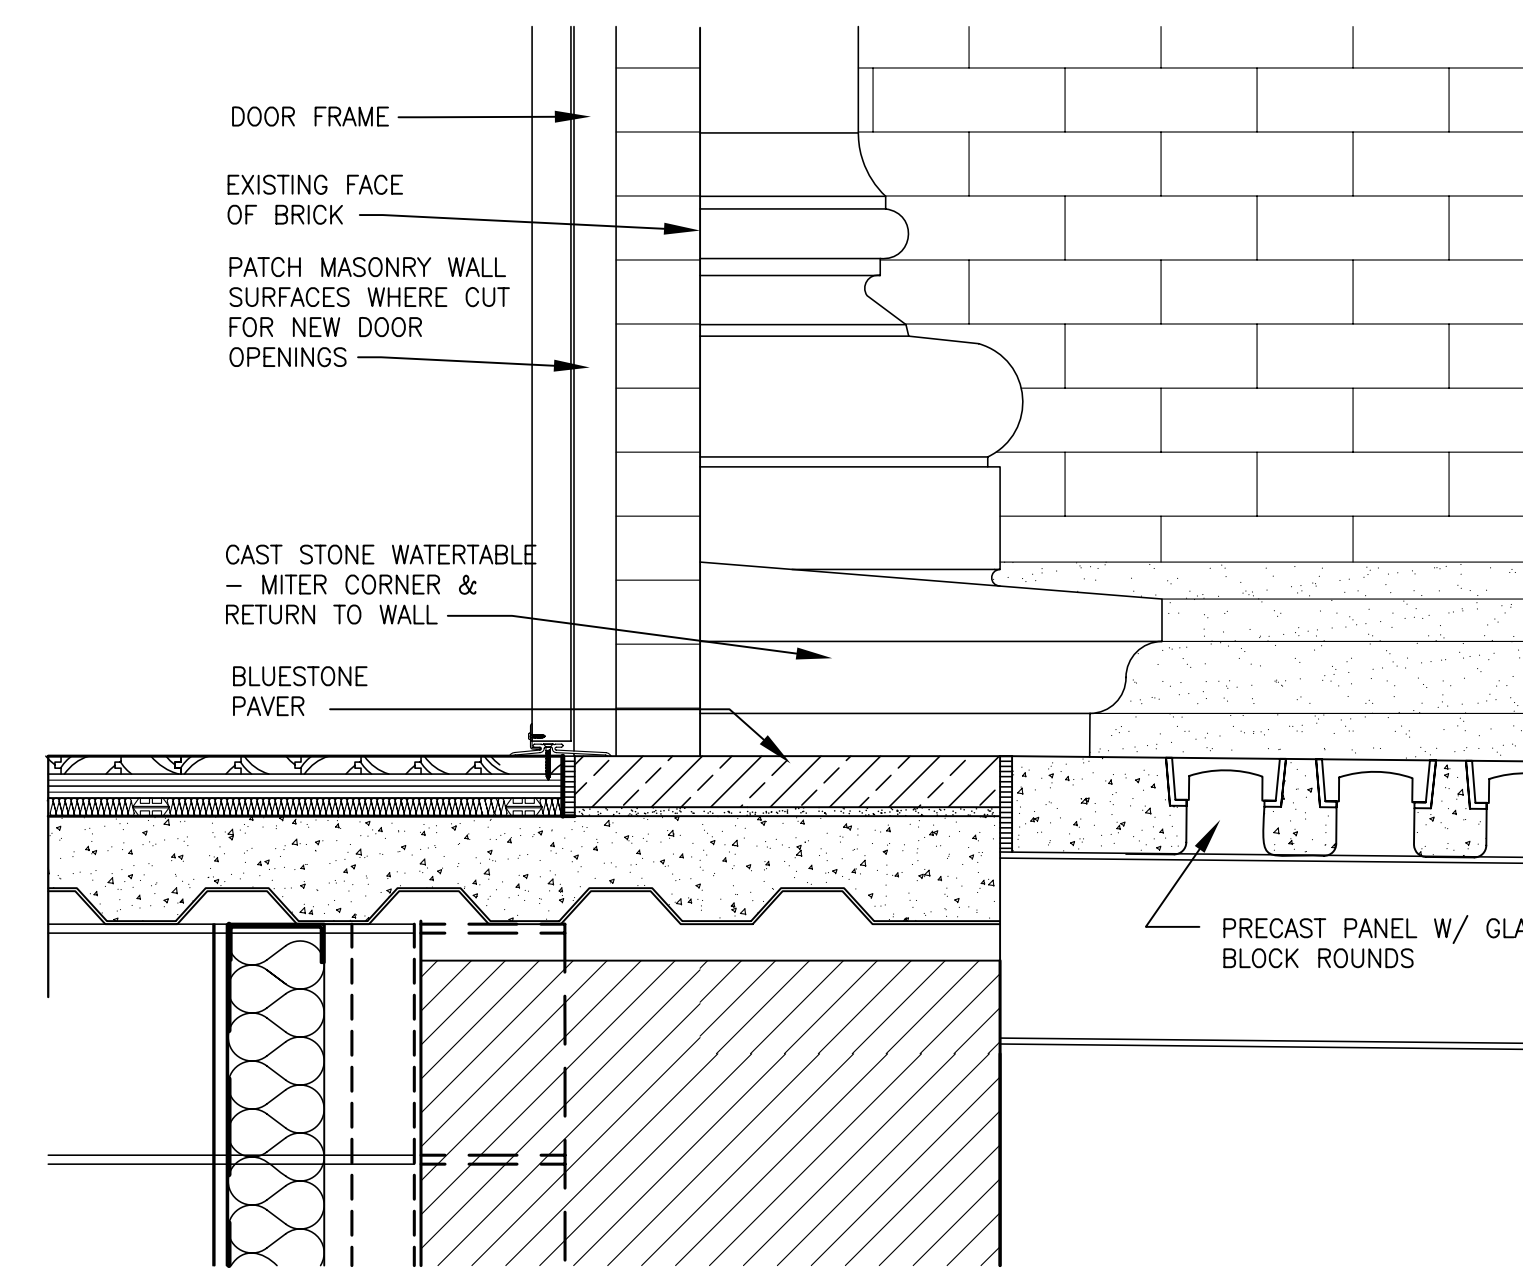 DOOR FRAME
EXISTING FACE
OF BRICK
PATCH MASONRY WALL
SURFACES WHERE CUT
FOR NEW DOOR
OPENINGS
CAST STONE WATERTABLE
– MITER CORNER &
RETURN TO WALL
BLUESTONE
PAVER
PRECAST PANEL W/
BLOCK ROUNDS